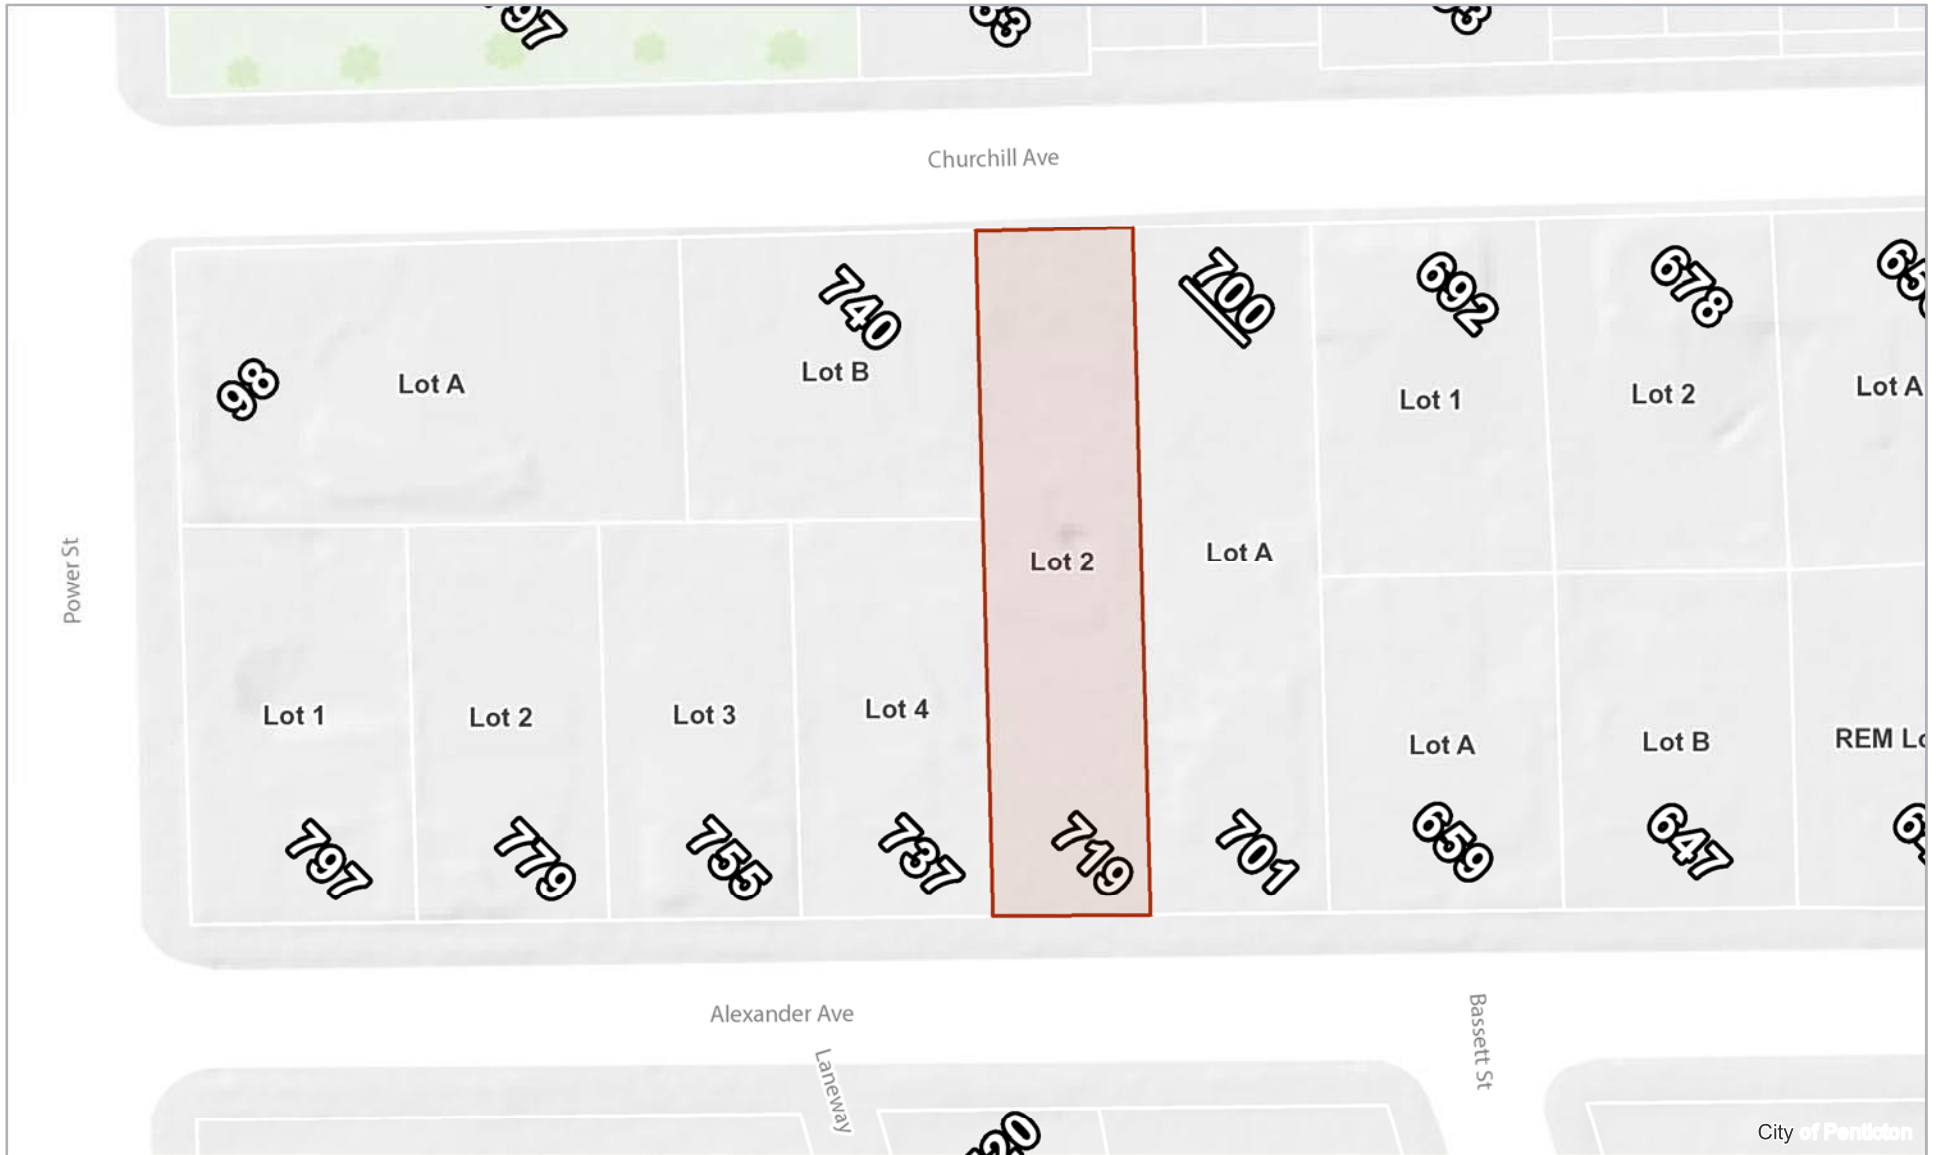 Churchill Ave
98
Lot A
740
Lot B
Lot 2
719
700
Lot A
701
692
Lot 1
678
Lot 2
Lot A
Power St
Lot 1
797
Lot 2
779
Lot 3
755
Lot 4
737
Lot A
659
Lot B
647
REM
Alexander Ave
Laneway
Bassett St
City of Penticton